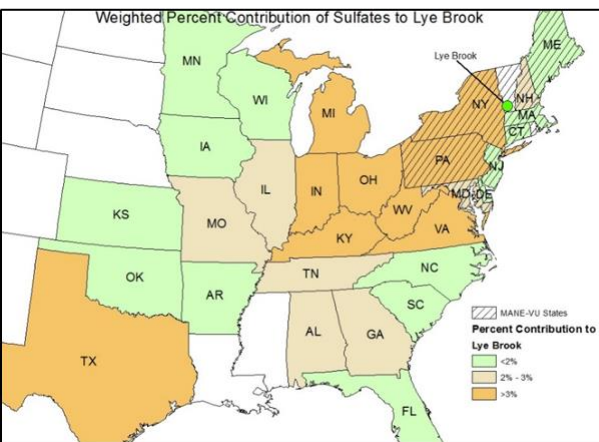 Weighted Percent Contribution of Sulfates to Lye Brook
Lye Brook
ME
MN
WI
NY
NH
MA
CT
MI
IA
PA
NJ
IL
IN
OH
MD
DE
WV
KS
MO
KY
VA
TN
NC
OK
AR
SC
AL
GA
TX
FL
MANE-VU States
Percent Contribution to
Lye Brook
<2%
2% - 3%
>3%